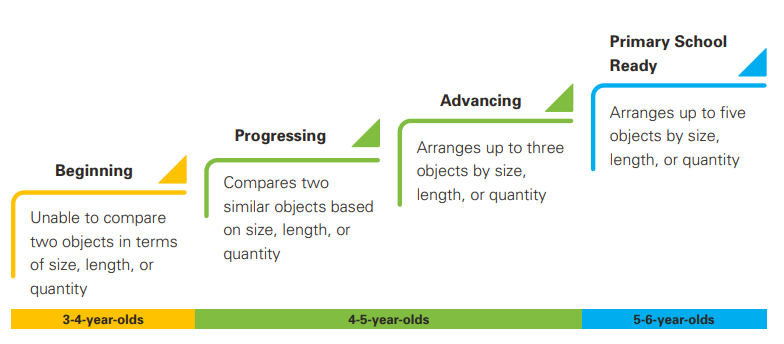 Beginning
Unable to compare
two objects in terms
of size, length, or
quantity
Progressing
Compares two
similar objects based
on size, length, or
quantity
Advancing
Arranges up to three
objects by size,
length, or quantity
Primary School
Ready
Arranges up to five
objects by size,
length, or quantity
3-4-year-olds
4-5-year-olds
5-6-year-olds